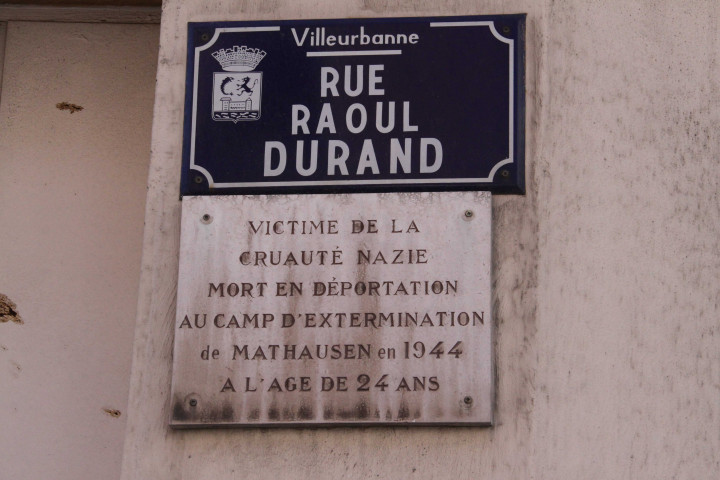 Villeurbanne
RUE
RAOUL
DURAND
VICTIME DE LA
CRUAUTÉ NAZIE
MORT EN DÉPORTATION
AU CAMP D'EXTERMINATION
de MATHAUSEN en 1944
A L'AGE DE 24 ANS